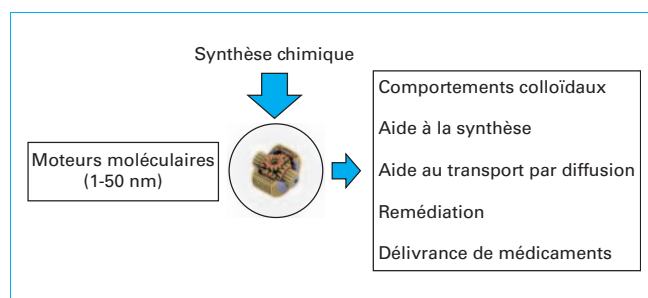 Synthèse chimique
Moteurs moléculaires
(1-50 nm)
Comportements colloïdaux
Aide à la synthèse
Aide au transport par diffusion
Remédiation
Délivrance de médicaments